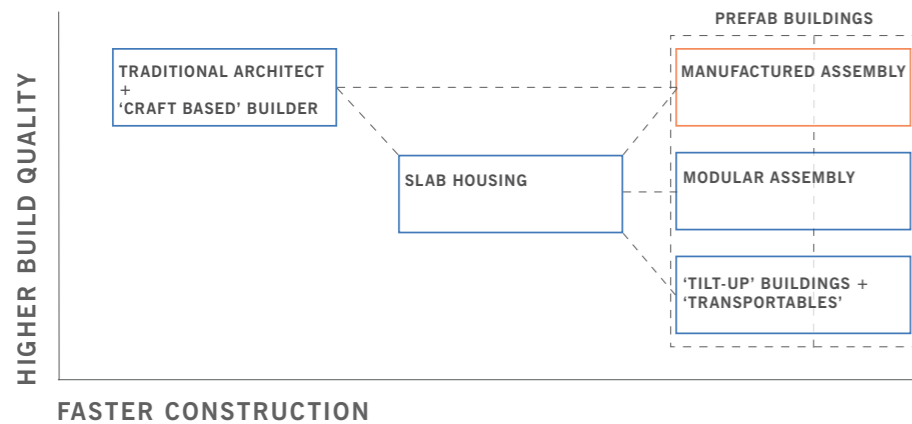 PREFAB BUILDINGS
TRADITIONAL ARCHITECT
+
‘CRAFT BASED’ BUILDER
MANUFACTURED ASSEMBLY
SLAB HOUSING
MODULAR ASSEMBLY
‘TILT-UP’ BUILDINGS +
‘TRANSPORTABLES’
HIGHER BUILD QUALITY
FASTER CONSTRUCTION